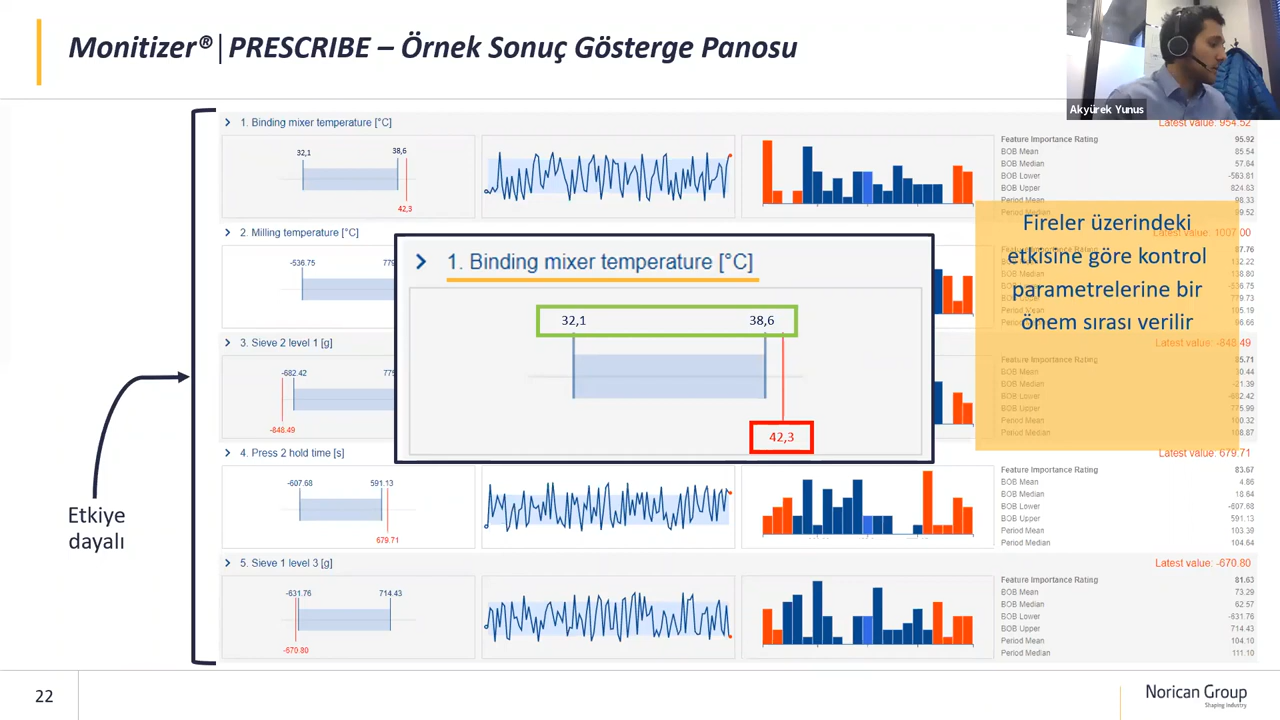 Monitizer®|PRESCRIBE – Örnek Sonuç Gösterge Panosu
Akyürek Yunus
1. Binding mixer temperature [°C]
Latest value: 954.52
32,1
38,6
42,3
Feature Importance Rating 95.92
BOB Mean 85.54
BOB Median 57.84
BOB Lower -563.81
BOB Upper 824.83
Period Mean 98.33
2. Milling temperature [°C]
Latest value: 1007.00
-536.75
1. Binding mixer temperature [°C]
32,1
38,6
42,3
Fireler üzerindeki
etkisine göre kontrol
parametrelerine bir
önem sırası verilir
3. Sieve 2 level 1 [g]
-682.42
-848.49
4. Press 2 hold time [s]
Latest value: 679.71
-607.68
591.13
679.71
Feature Importance Rating 83.67
BOB Mean 4.86
BOB Median 18.64
BOB Lower -607.68
BOB Upper 591.13
Period Mean 103.39
Period Median 104.64
5. Sieve 1 level 3 [g]
Latest value: -670.80
-631.76
714.43
-670.80
Feature Importance Rating 81.63
BOB Mean 73.29
BOB Median 62.57
BOB Lower -631.76
BOB Upper 714.43
Period Mean 104.10
Period Median 111.10
Etkiye
dayalı
22
Norican Group
Shaping Industry